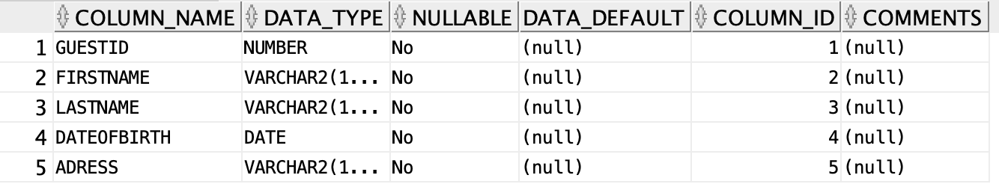 COLUMN_NAME DATA_TYPE NULLABLE DATA_DEFAULT COLUMN_ID COMMENTS
1 GUESTID NUMBER No (null) 1 (null)
2 FIRSTNAME VARCHAR2(1... No (null) 2 (null)
3 LASTNAME VARCHAR2(1... No (null) 3 (null)
4 DATEOFBIRTH DATE No (null) 4 (null)
5 ADRESS VARCHAR2(1... No (null) 5 (null)